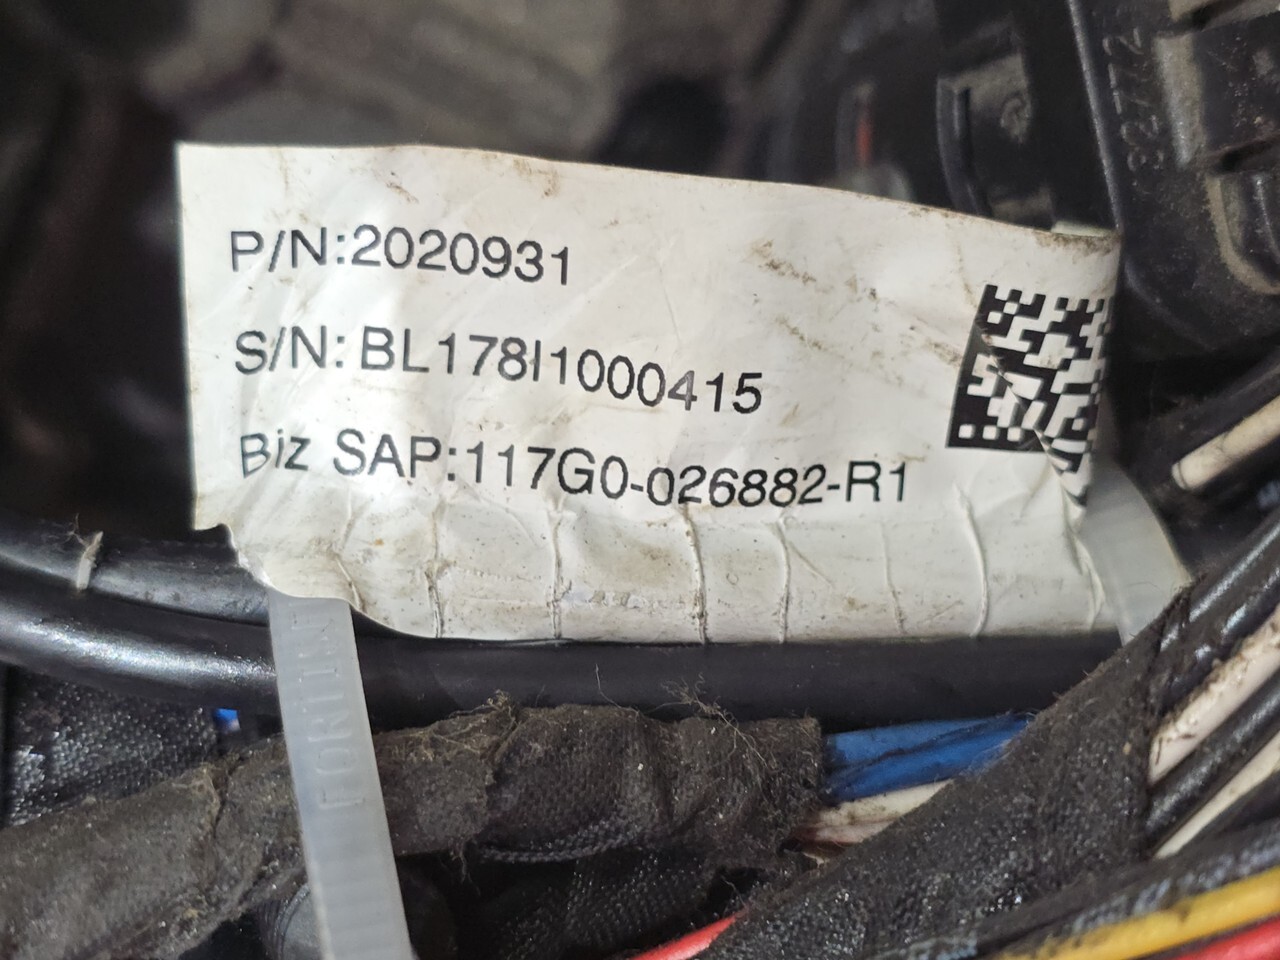 P/N:2020931
S/N: BL178I1000415
Biz SAP:117G0-026882-R1